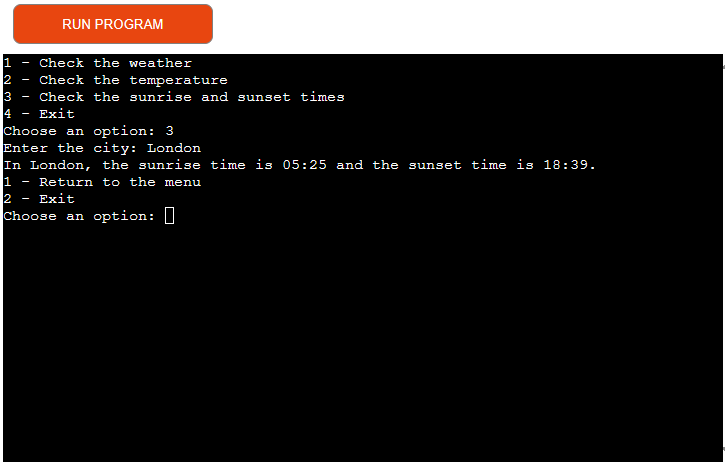 RUN PROGRAM
1 - Check the weather
2 - Check the temperature
3 - Check the sunrise and sunset times
4 - Exit
Choose an option: 3
Enter the city: London
In London, the sunrise time is 05:25 and the sunset time is 18:39.
1 - Return to the menu
2 - Exit
Choose an option: